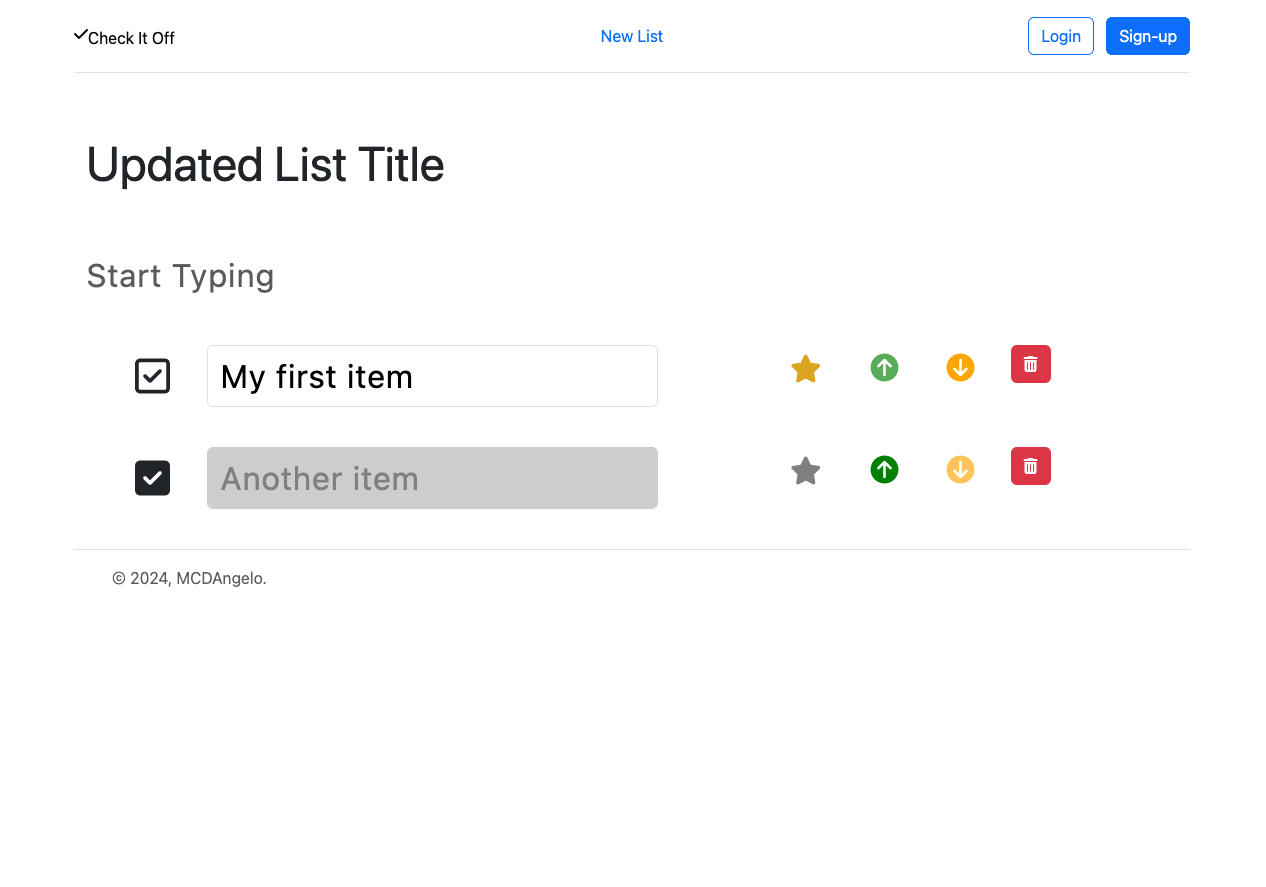 Check It Off
New List
Login
Sign-up
Updated List Title
Start Typing
My first item
Another item
© 2024, MCDAngelo.